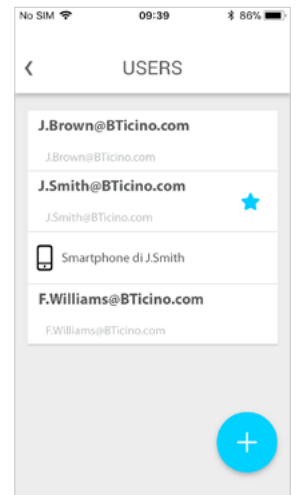 No SIM 09:39 86%
USERS
J.Brown@BTicino.com
J.Brown@BTicino.com
J.Smith@BTicino.com
J.Smith@BTicino.com
Smartphone di J.Smith
F.Williams@BTicino.com
F.Williams@BTicino.com